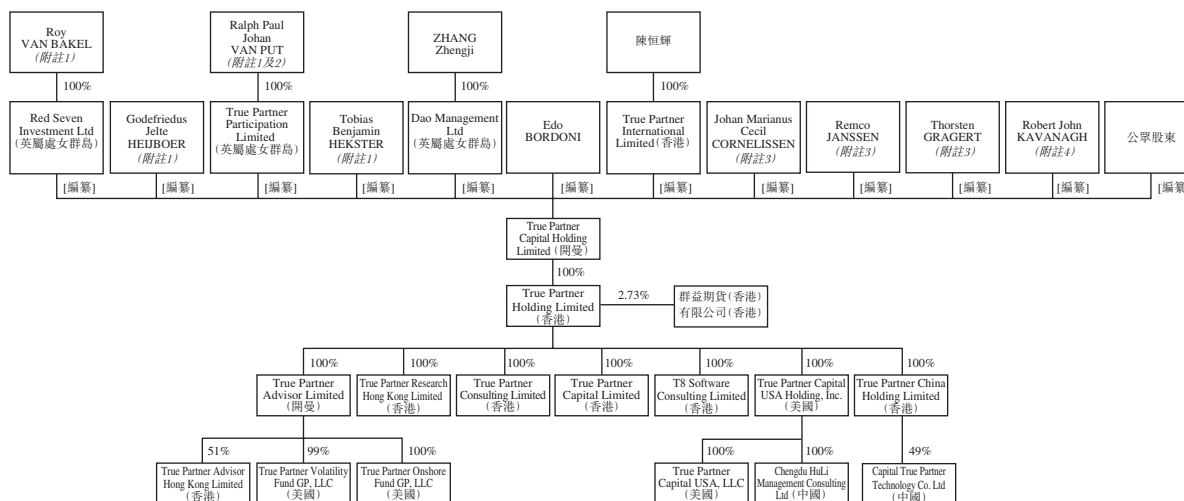 Roy
VAN BAKEL
(附註1)
Ralph Paul
Johan
VAN PUT
(附註1及2)
ZHANG
Zhengji
陳恒輝
100%
100%
100%
100%
Red Seven
Investment Ltd
(英屬處女群島)
Godefriedus
Jelte
HEIJBOER
(附註1)
True Partner
Participation
Limited
(英屬處女群島)
Tobias
Benjamin
HEKSTER
(附註1)
Dao Management
Ltd
(英屬處女群島)
Edo
BORDONI
True Partner
International
Limited(香港)
Johan Marianus
Cecil
CORNELISSEN
(附註3)
Remco
JANSSEN
(附註3)
Thorsten
GRAGERT
(附註3)
Robert John
KAVANAGH
(附註4)
公眾股東
[編纂]
[編纂]
[編纂]
[編纂]
[編纂]
[編纂]
[編纂]
[編纂]
[編纂]
[編纂]
[編纂]
[編纂]
True Partner
Capital Holding
Limited (開曼)
100%
True Partner
Holding Limited
(香港)
2.73%
群益期貨(香港)
有限公司(香港)
100%
100%
100%
100%
100%
100%
100%
True Partner
Advisor Limited
(開曼)
True Partner Research
Hong Kong Limited
(香港)
True Partner
Consulting Limited
(香港)
True Partner
Capital Limited
(香港)
T8 Software
Consulting Limited
(香港)
True Partner Capital
USA Holding, Inc.
(美國)
True Partner China
Holding Limited
(香港)
51%
99%
100%
100%
100%
49%
True Partner Advisor
Hong Kong Limited
(香港)
True Partner Volatility
Fund GP, LLC
(美國)
True Partner Onshore
Fund GP, LLC
(美國)
True Partner
Capital USA, LLC
(美國)
Chengdu HuLi
Management Consulting
Ltd (中國)
Capital True Partner
Technology Co. Ltd
(中國)